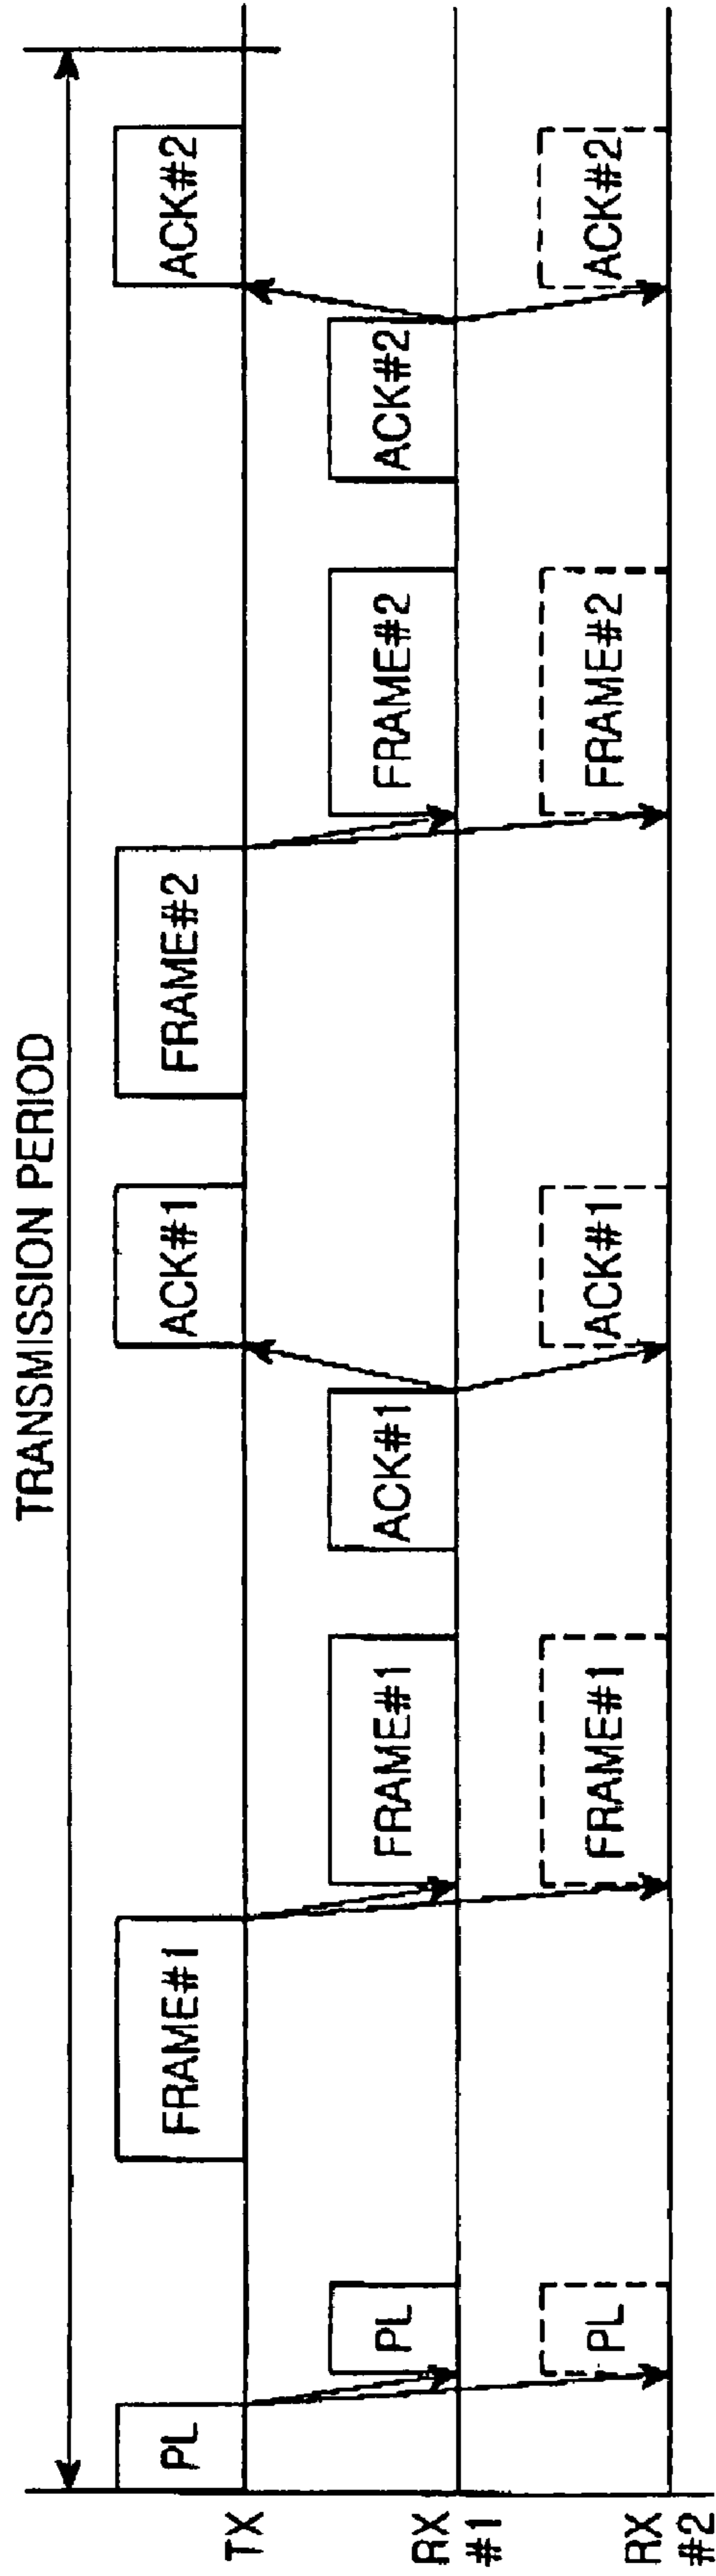 TRANSMISSION PERIOD
TX
PL
FRAME#1
ACK#1
FRAME#2
ACK#2
RX
#1
PL
FRAME#1
ACK#1
FRAME#2
ACK#2
RX
#2
PL
FRAME#1
ACK#1
FRAME#2
ACK#2